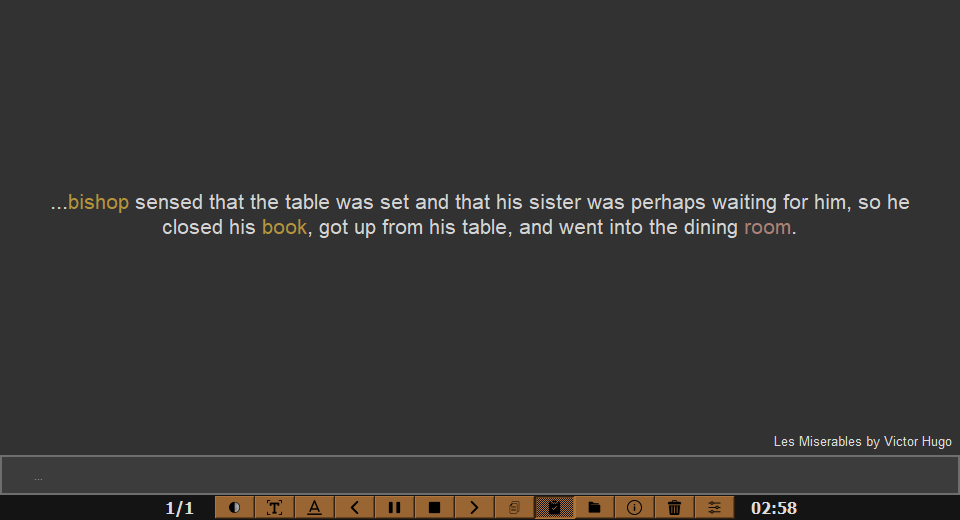 ...bishop sensed that the table was set and that his sister was perhaps waiting for him, so he
closed his book, got up from his table, and went into the dining room.
Les Miserables by Victor Hugo
...
1/1
02:58